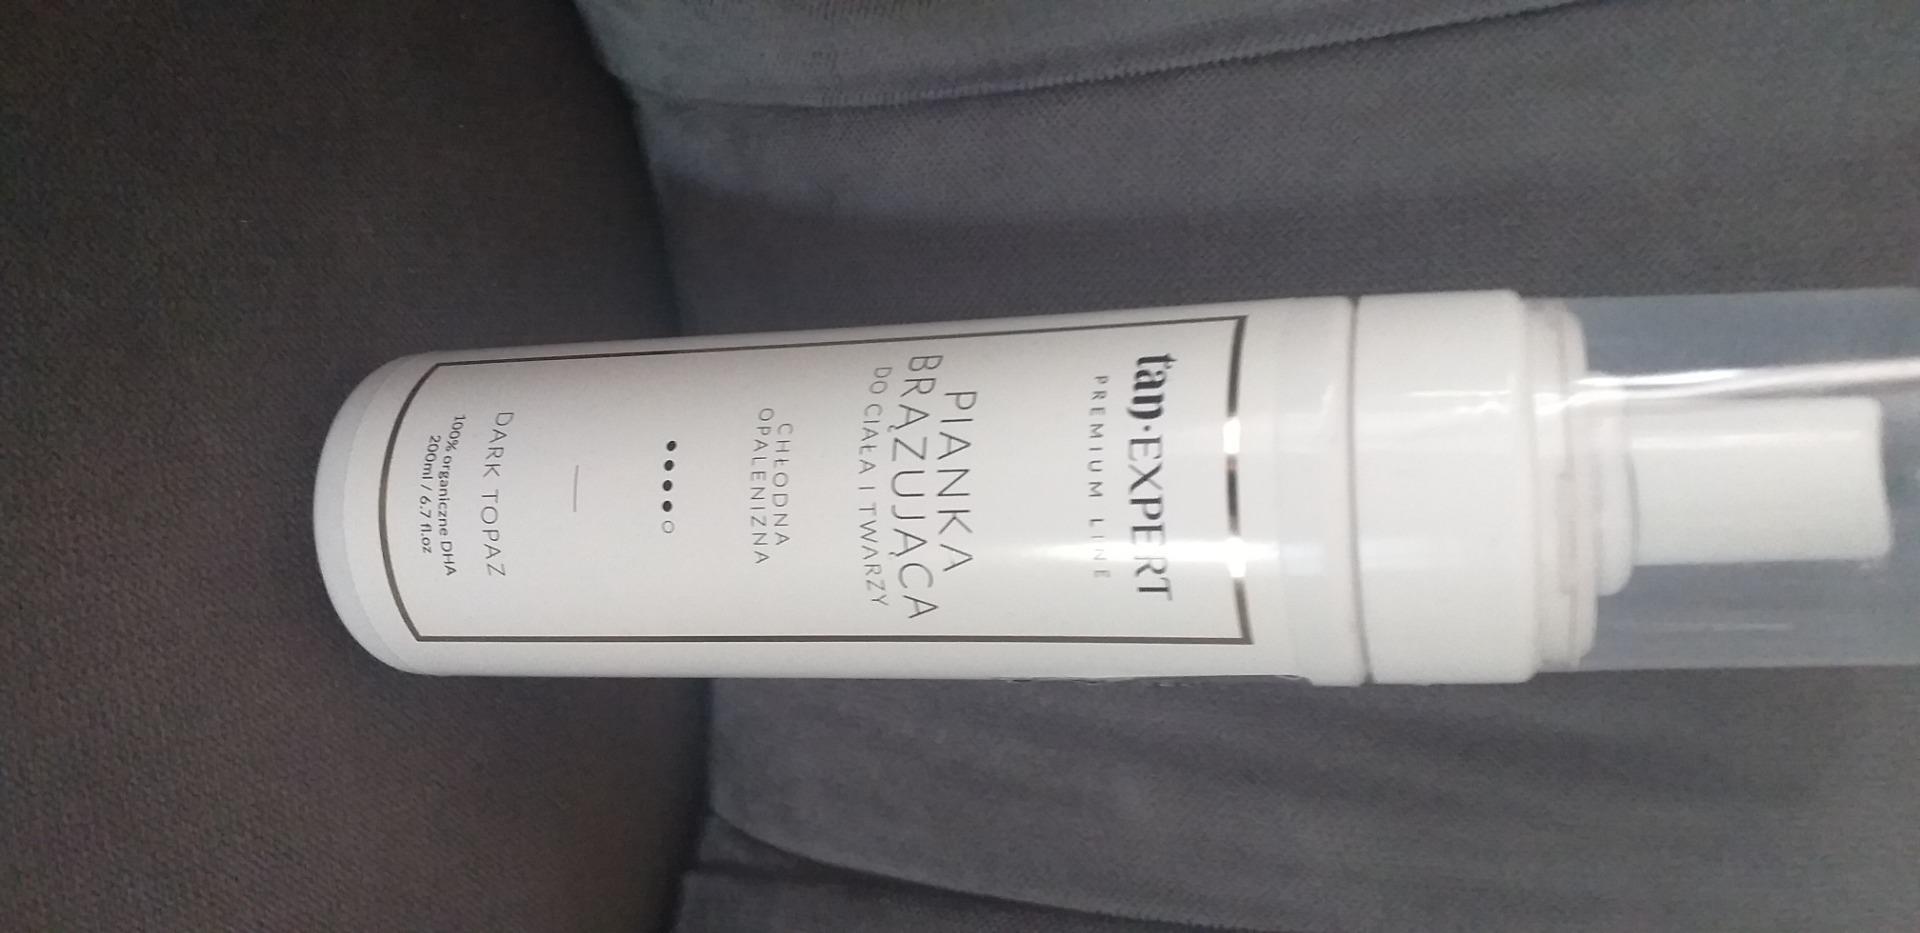 tan·EXPERT
PREMIUM LINE
PIANKA
BRĄZUJĄCA
DO CIAŁA I TWARZY
CHŁODNA
OPALENIZNA
DARK TOPAZ
100% organiczne DHA
200ml / 6.7 fl.oz